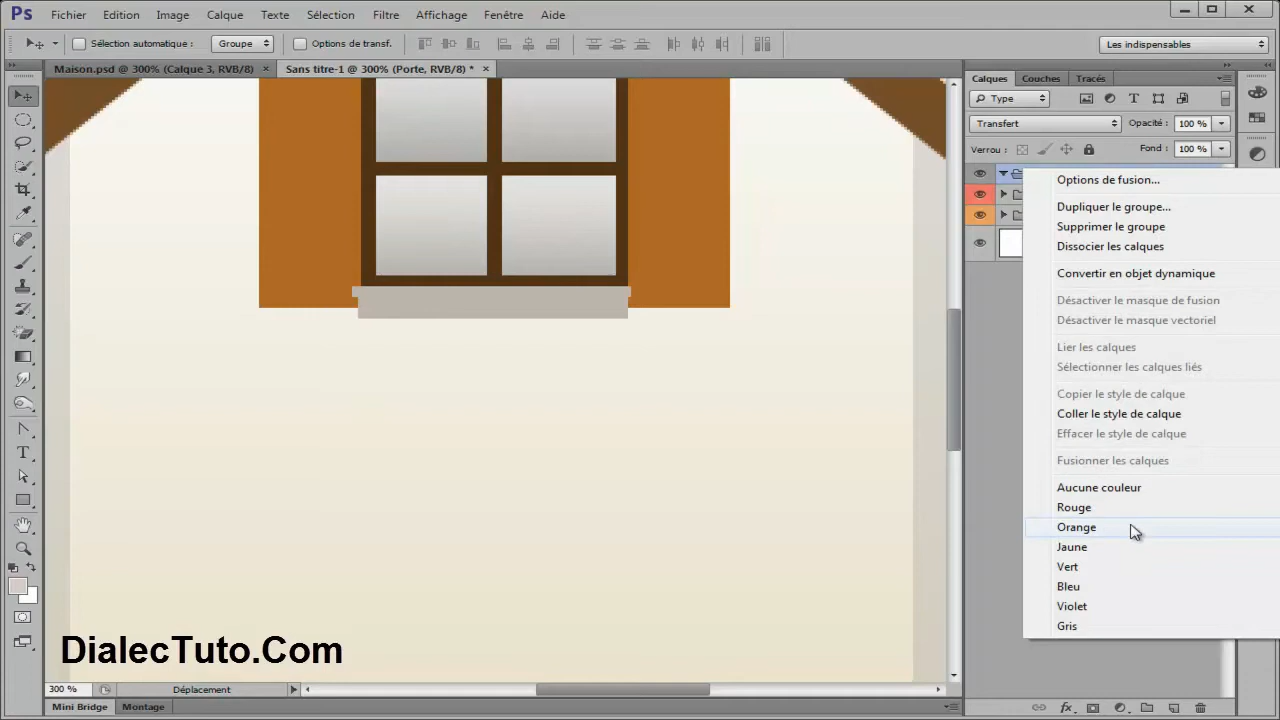 Ps Fichier Edition Image Calque Texte Sélection Filtre Affichage Fenêtre Aide
Sélection automatique : Groupe Options de transf. Les indispensables
Maison.psd @ 300% (Calque 3, RVB/8) × Sans titre-1 @ 300% (Porte, RVB/8) * ×
Calques Couches Tracés
Type
Transfert Opacité : 100 %
Verrou : Fond : 100 %
Options de fusion...
Dupliquer le groupe...
Supprimer le groupe
Dissocier les calques
Convertir en objet dynamique
Désactiver le masque de fusion
Désactiver le masque vectoriel
Lier les calques
Sélectionner les calques liés
Copier le style de calque
Coller le style de calque
Effacer le style de calque
Fusionner les calques
Aucune couleur
Rouge
Orange
Jaune
Vert
Bleu
Violet
Gris
DialecTuto.Com
300 % Déplacement
Mini Bridge Montage
fx